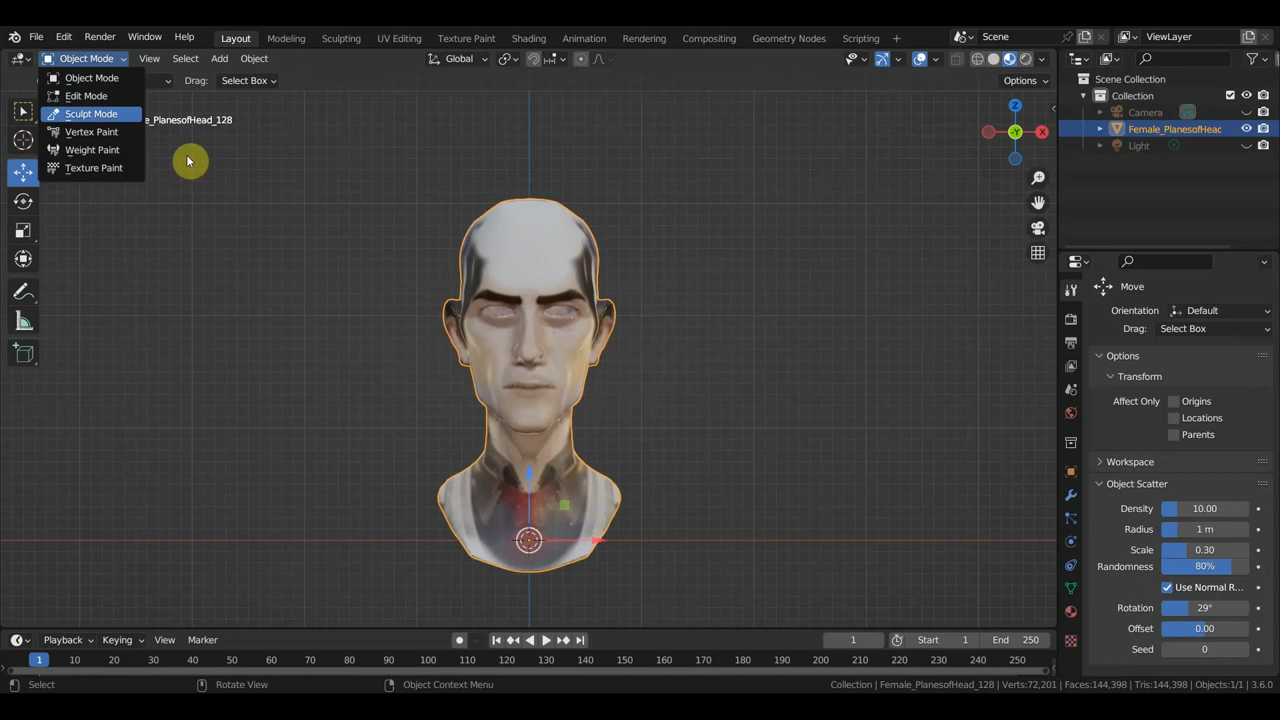 File Edit Render Window Help Layout Modeling Sculpting UV Editing Texture Paint Shading Animation Rendering Compositing Geometry Nodes Scripting Scene ViewLayer
Object Mode View Select Add Object Global
Drag: Select Box Options
Object Mode
Edit Mode
Sculpt Mode
Vertex Paint
Weight Paint
Texture Paint
e_PlanesofHead_128
Z
-Y X
Scene Collection
Collection
Camera
Female_PlanesofHeac
Light
Move
Orientation Default
Drag: Select Box
Options
Transform
Affect Only Origins
Locations
Parents
Workspace
Object Scatter
Density 10.00
Radius 1 m
Scale 0.30
Randomness 80%
Use Normal R...
Rotation 29°
Offset 0.00
Seed 0
Playback Keying View Marker 1 Start 1 End 250
1 10 20 30 40 50 60 70 80 90 100 110 120 130 140 150 160 170 180 190 200 210 220 230 240 250
Select Rotate View Object Context Menu Collection | Female_PlanesofHead_128 | Verts:72,201 | Faces:144,398 | Tris:144,398 | Objects:1/1 | 3.6.0